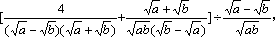 [ 4/((√a − √b)(√a + √b)) + (√a + √b)/(√ab(√b − √a)) ] ÷ (√a − √b)/√ab,